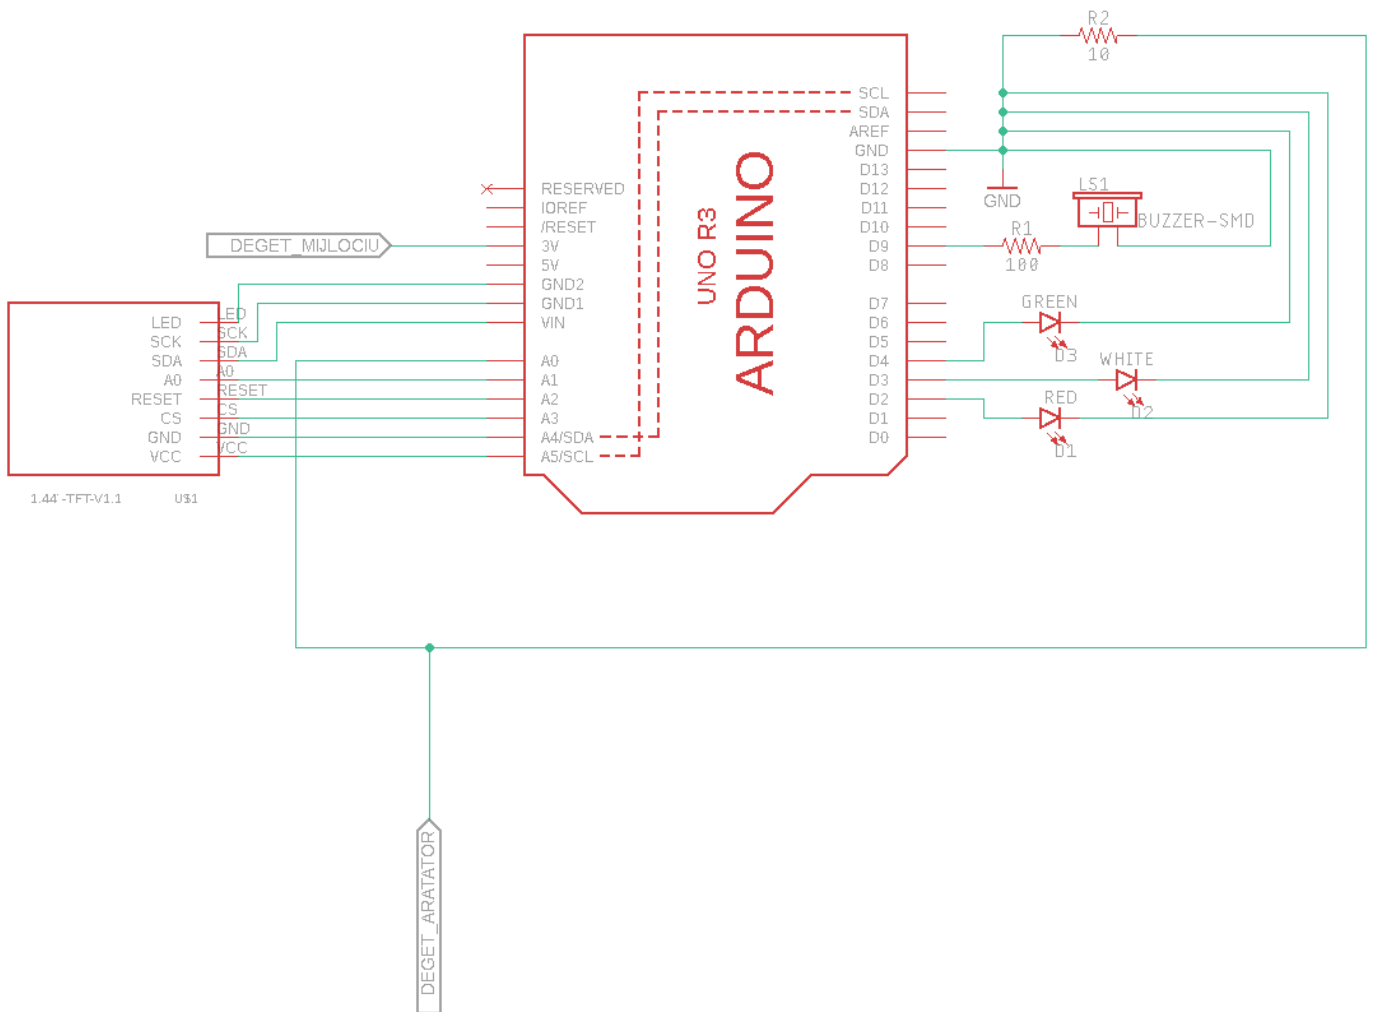 R2
10
SCL
SDA
AREF
GND
D13
D12
D11
D10
D9
D8
D7
D6
D5
D4
D3
D2
D1
D0
RESERVED
IOREF
/RESET
3V
5V
GND2
GND1
VIN
A0
A1
A2
A3
A4/SDA
A5/SCL
UNO R3
ARDUINO
GND
LS1
BUZZER-SMD
R1
100
GREEN
D3
WHITE
D2
RED
D1
DEGET_MIJLOCIU
LED
SCK
SDA
A0
RESET
CS
GND
VCC
LED
SCK
SDA
A0
RESET
CS
GND
VCC
1.44'-TFT-V1.1
U$1
DEGET_ARATATOR